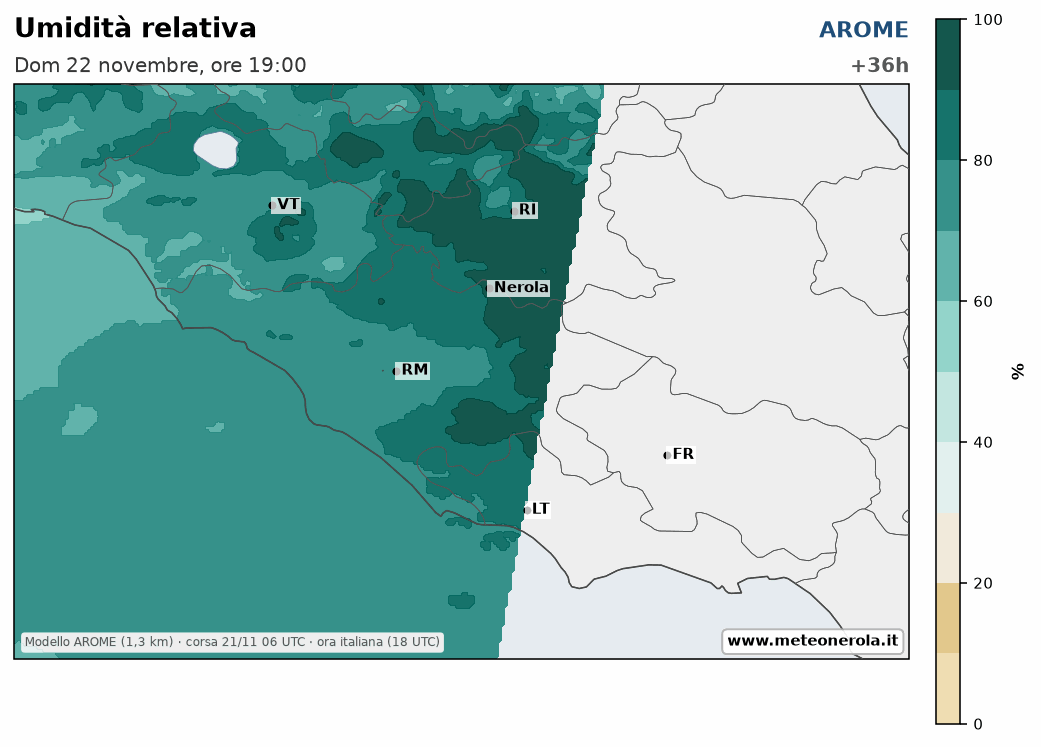 Umidità relativa
AROME
Dom 22 novembre, ore 19:00
+36h
100
80
60
40
20
0
%
VT
RI
Nerola
RM
FR
LT
Modello AROME (1,3 km) · corsa 21/11 06 UTC · ora italiana (18 UTC)
www.meteonerola.it